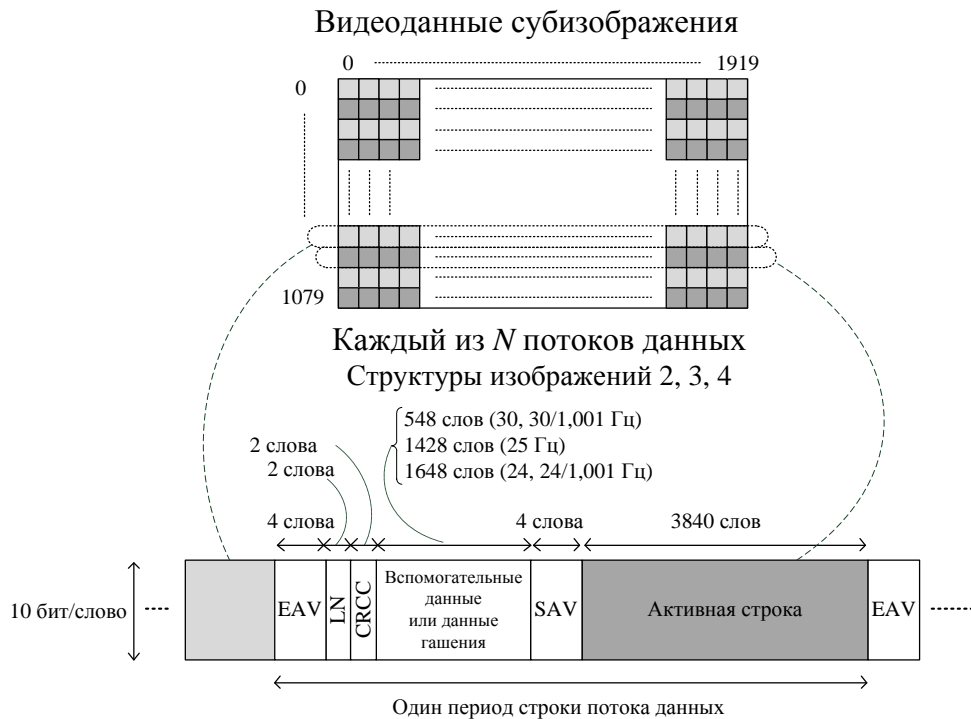 Видеоданные субизображения
0
1919
0
1079
Каждый из N потоков данных
Структуры изображений 2, 3, 4
548 слов (30, 30/1,001 Гц)
1428 слов (25 Гц)
1648 слов (24, 24/1,001 Гц)
2 слова
2 слова
4 слова
4 слова
3840 слов
10 бит/слово
EAV
LN
CRCC
Вспомогательные
данные
или данные
гашения
SAV
Активная строка
EAV
Один период строки потока данных